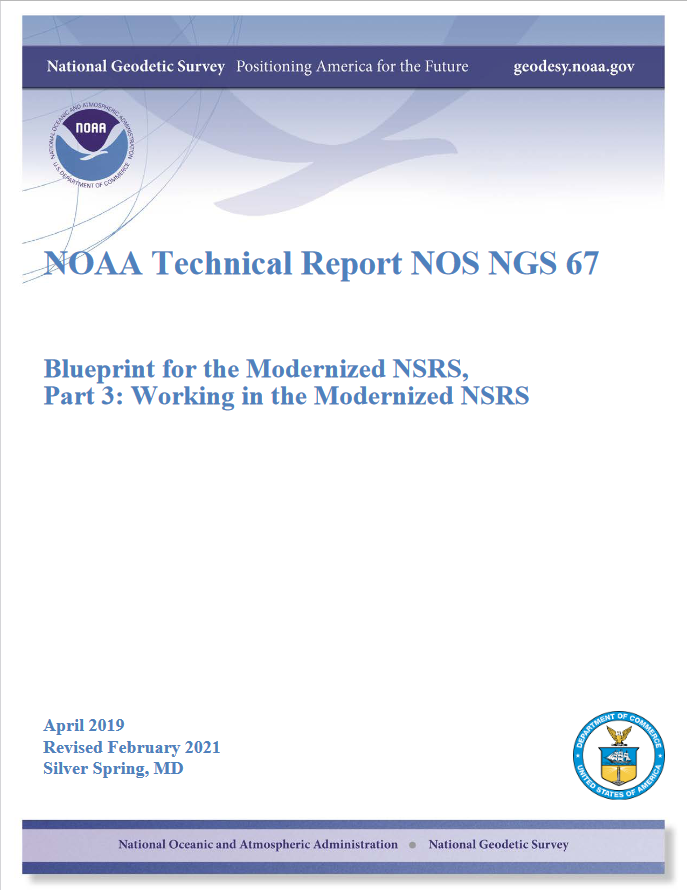 National Geodetic Survey Positioning America for the Future geodesy.noaa.gov
NATIONAL OCEANIC AND ATMOSPHERIC ADMINISTRATION
NOAA
U.S. DEPARTMENT OF COMMERCE
NOAA Technical Report NOS NGS 67
Blueprint for the Modernized NSRS,
Part 3: Working in the Modernized NSRS
April 2019
Revised February 2021
Silver Spring, MD
DEPARTMENT OF COMMERCE
UNITED STATES OF AMERICA
National Oceanic and Atmospheric Administration ● National Geodetic Survey